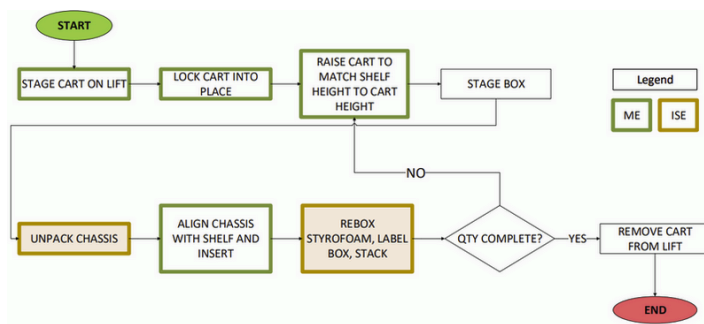 START
STAGE CART ON LIFT
LOCK CART INTO
PLACE
RAISE CART TO
MATCH SHELF
HEIGHT TO CART
HEIGHT
STAGE BOX
Legend
ME
ISE
NO
UNPACK CHASSIS
ALIGN CHASSIS
WITH SHELF AND
INSERT
REBOX
STYROFOAM, LABEL
BOX, STACK
QTY COMPLETE?
YES
REMOVE CART
FROM LIFT
END